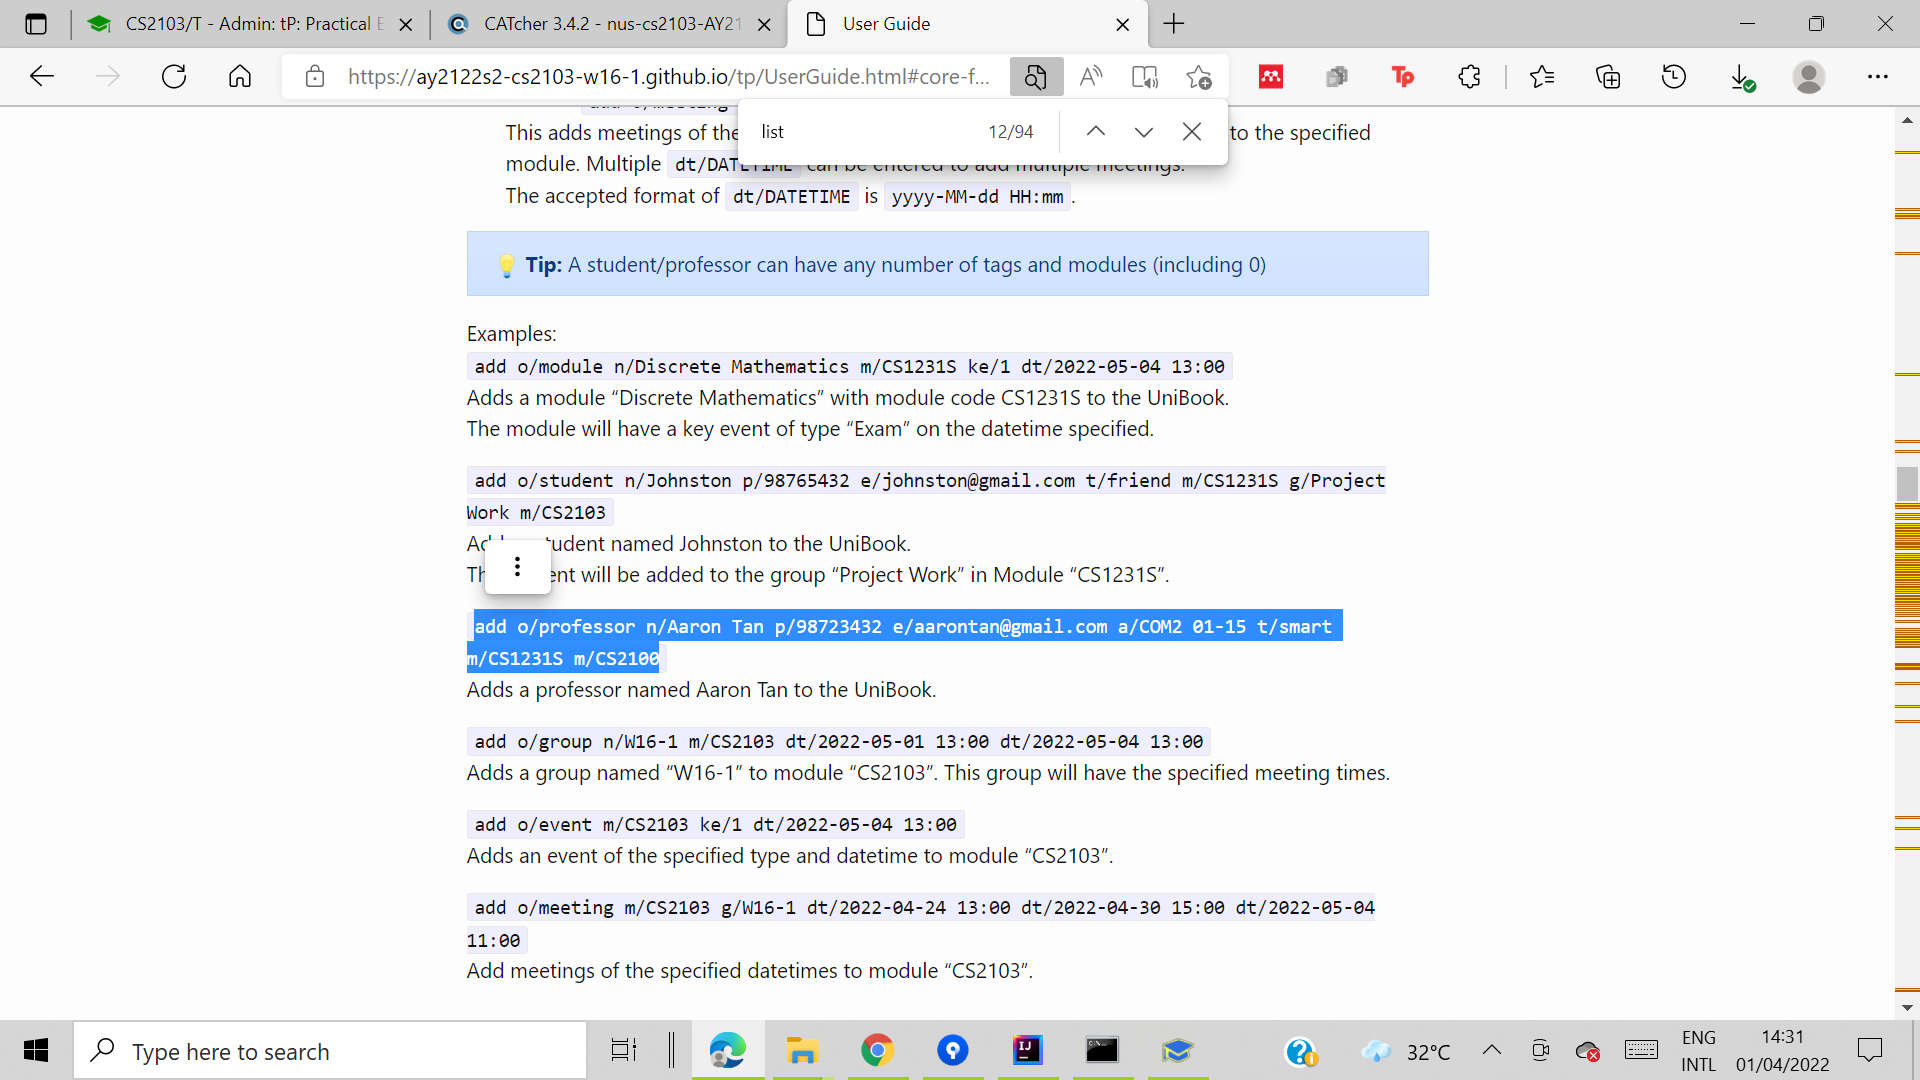 CS2103/T - Admin: tP: Practical E
CATcher 3.4.2 - nus-cs2103-AY21
User Guide
https://ay2122s2-cs2103-w16-1.github.io/tp/UserGuide.html#core-f...
list
12/94
This adds meetings of the to the specified
module. Multiple dt/DATETIME can be entered to add multiple meetings.
The accepted format of dt/DATETIME is yyyy-MM-dd HH:mm.
Tip: A student/professor can have any number of tags and modules (including 0)
Examples:
add o/module n/Discrete Mathematics m/CS1231S ke/1 dt/2022-05-04 13:00
Adds a module “Discrete Mathematics” with module code CS1231S to the UniBook.
The module will have a key event of type “Exam” on the datetime specified.
add o/student n/Johnston p/98765432 e/johnston@gmail.com t/friend m/CS1231S g/Project
Work m/CS2103
student named Johnston to the UniBook.
will be added to the group “Project Work” in Module “CS1231S”.
add o/professor n/Aaron Tan p/98723432 e/aarontan@gmail.com a/COM2 01-15 t/smart
m/CS1231S m/CS2100
Adds a professor named Aaron Tan to the UniBook.
add o/group n/W16-1 m/CS2103 dt/2022-05-01 13:00 dt/2022-05-04 13:00
Adds a group named “W16-1” to module “CS2103”. This group will have the specified meeting times.
add o/event m/CS2103 ke/1 dt/2022-05-04 13:00
Adds an event of the specified type and datetime to module “CS2103”.
add o/meeting m/CS2103 g/W16-1 dt/2022-04-24 13:00 dt/2022-04-30 15:00 dt/2022-05-04
11:00
Add meetings of the specified datetimes to module “CS2103”.
Type here to search
32°C
ENG
INTL
14:31
01/04/2022